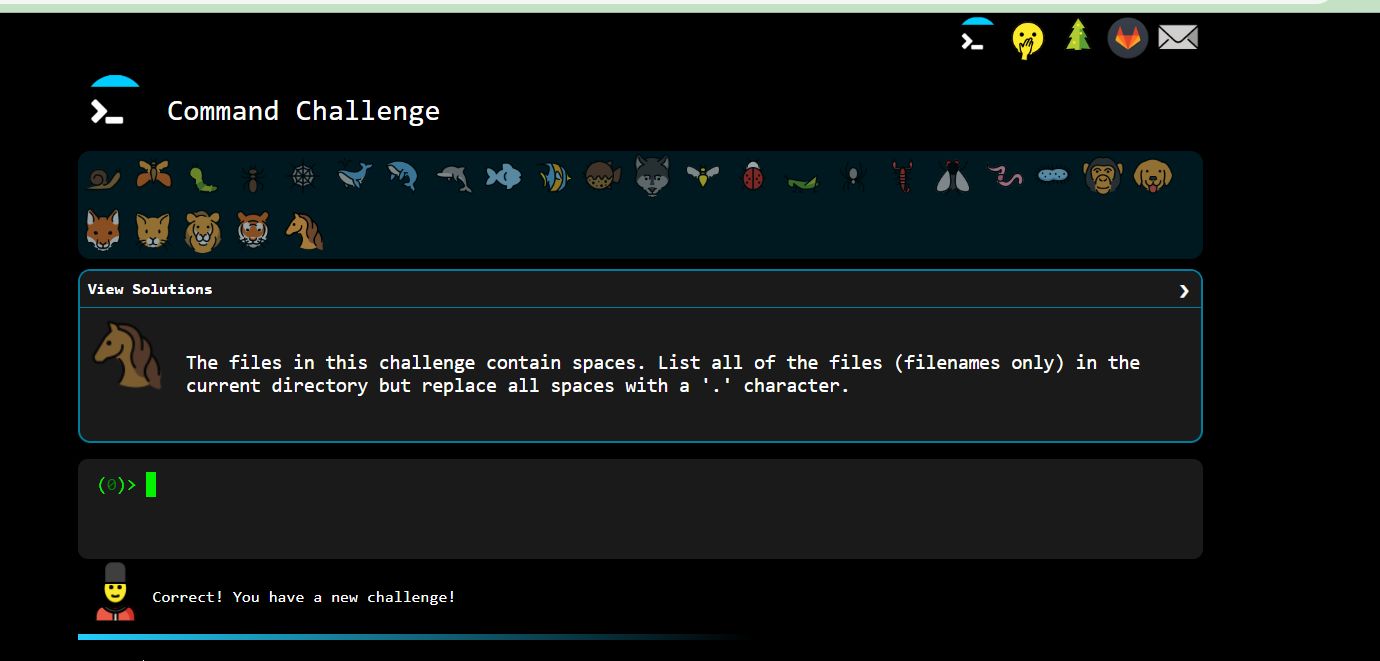 Command Challenge
View Solutions
The files in this challenge contain spaces. List all of the files (filenames only) in the
current directory but replace all spaces with a '.' character.
(0)>
Correct! You have a new challenge!